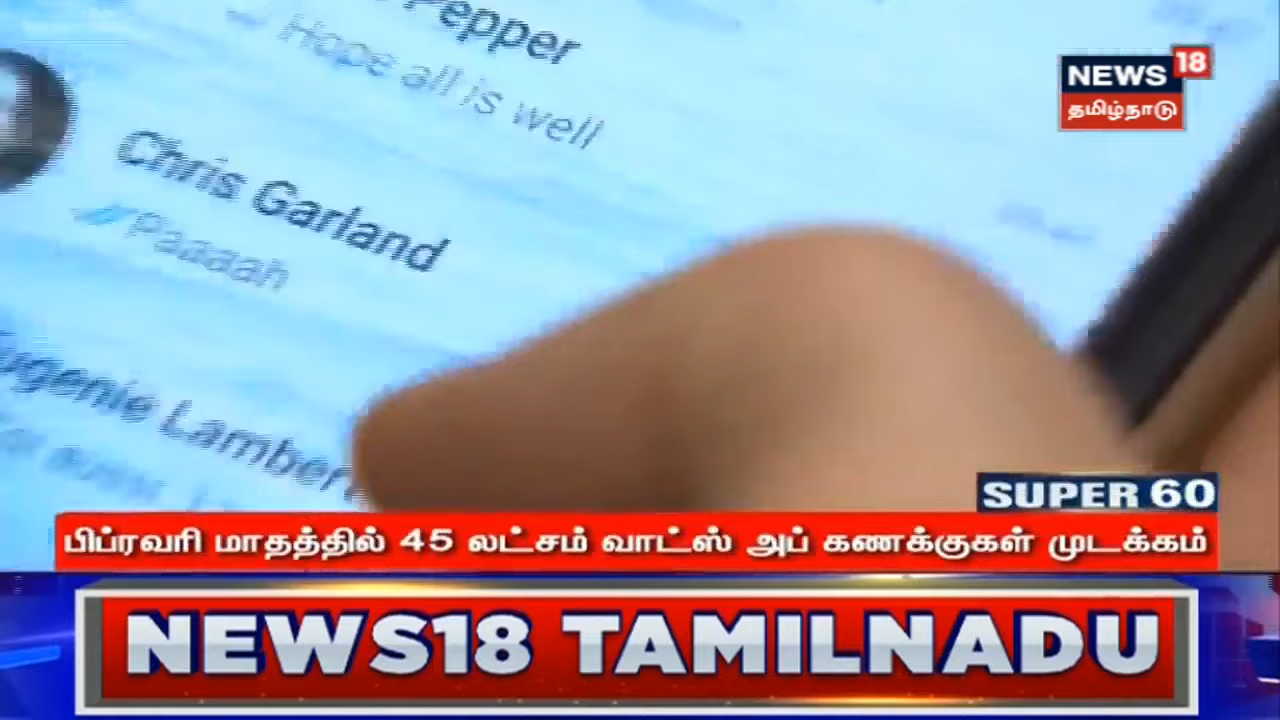 Pepper
Hope all is well
Chris Garland
Paaaah
Lambert
NEWS 18
தமிழ்நாடு
SUPER 60
பிப்ரவரி மாதத்தில் 45 லட்சம் வாட்ஸ் அப் கணக்குகள் முடக்கம்
NEWS18 TAMILNADU